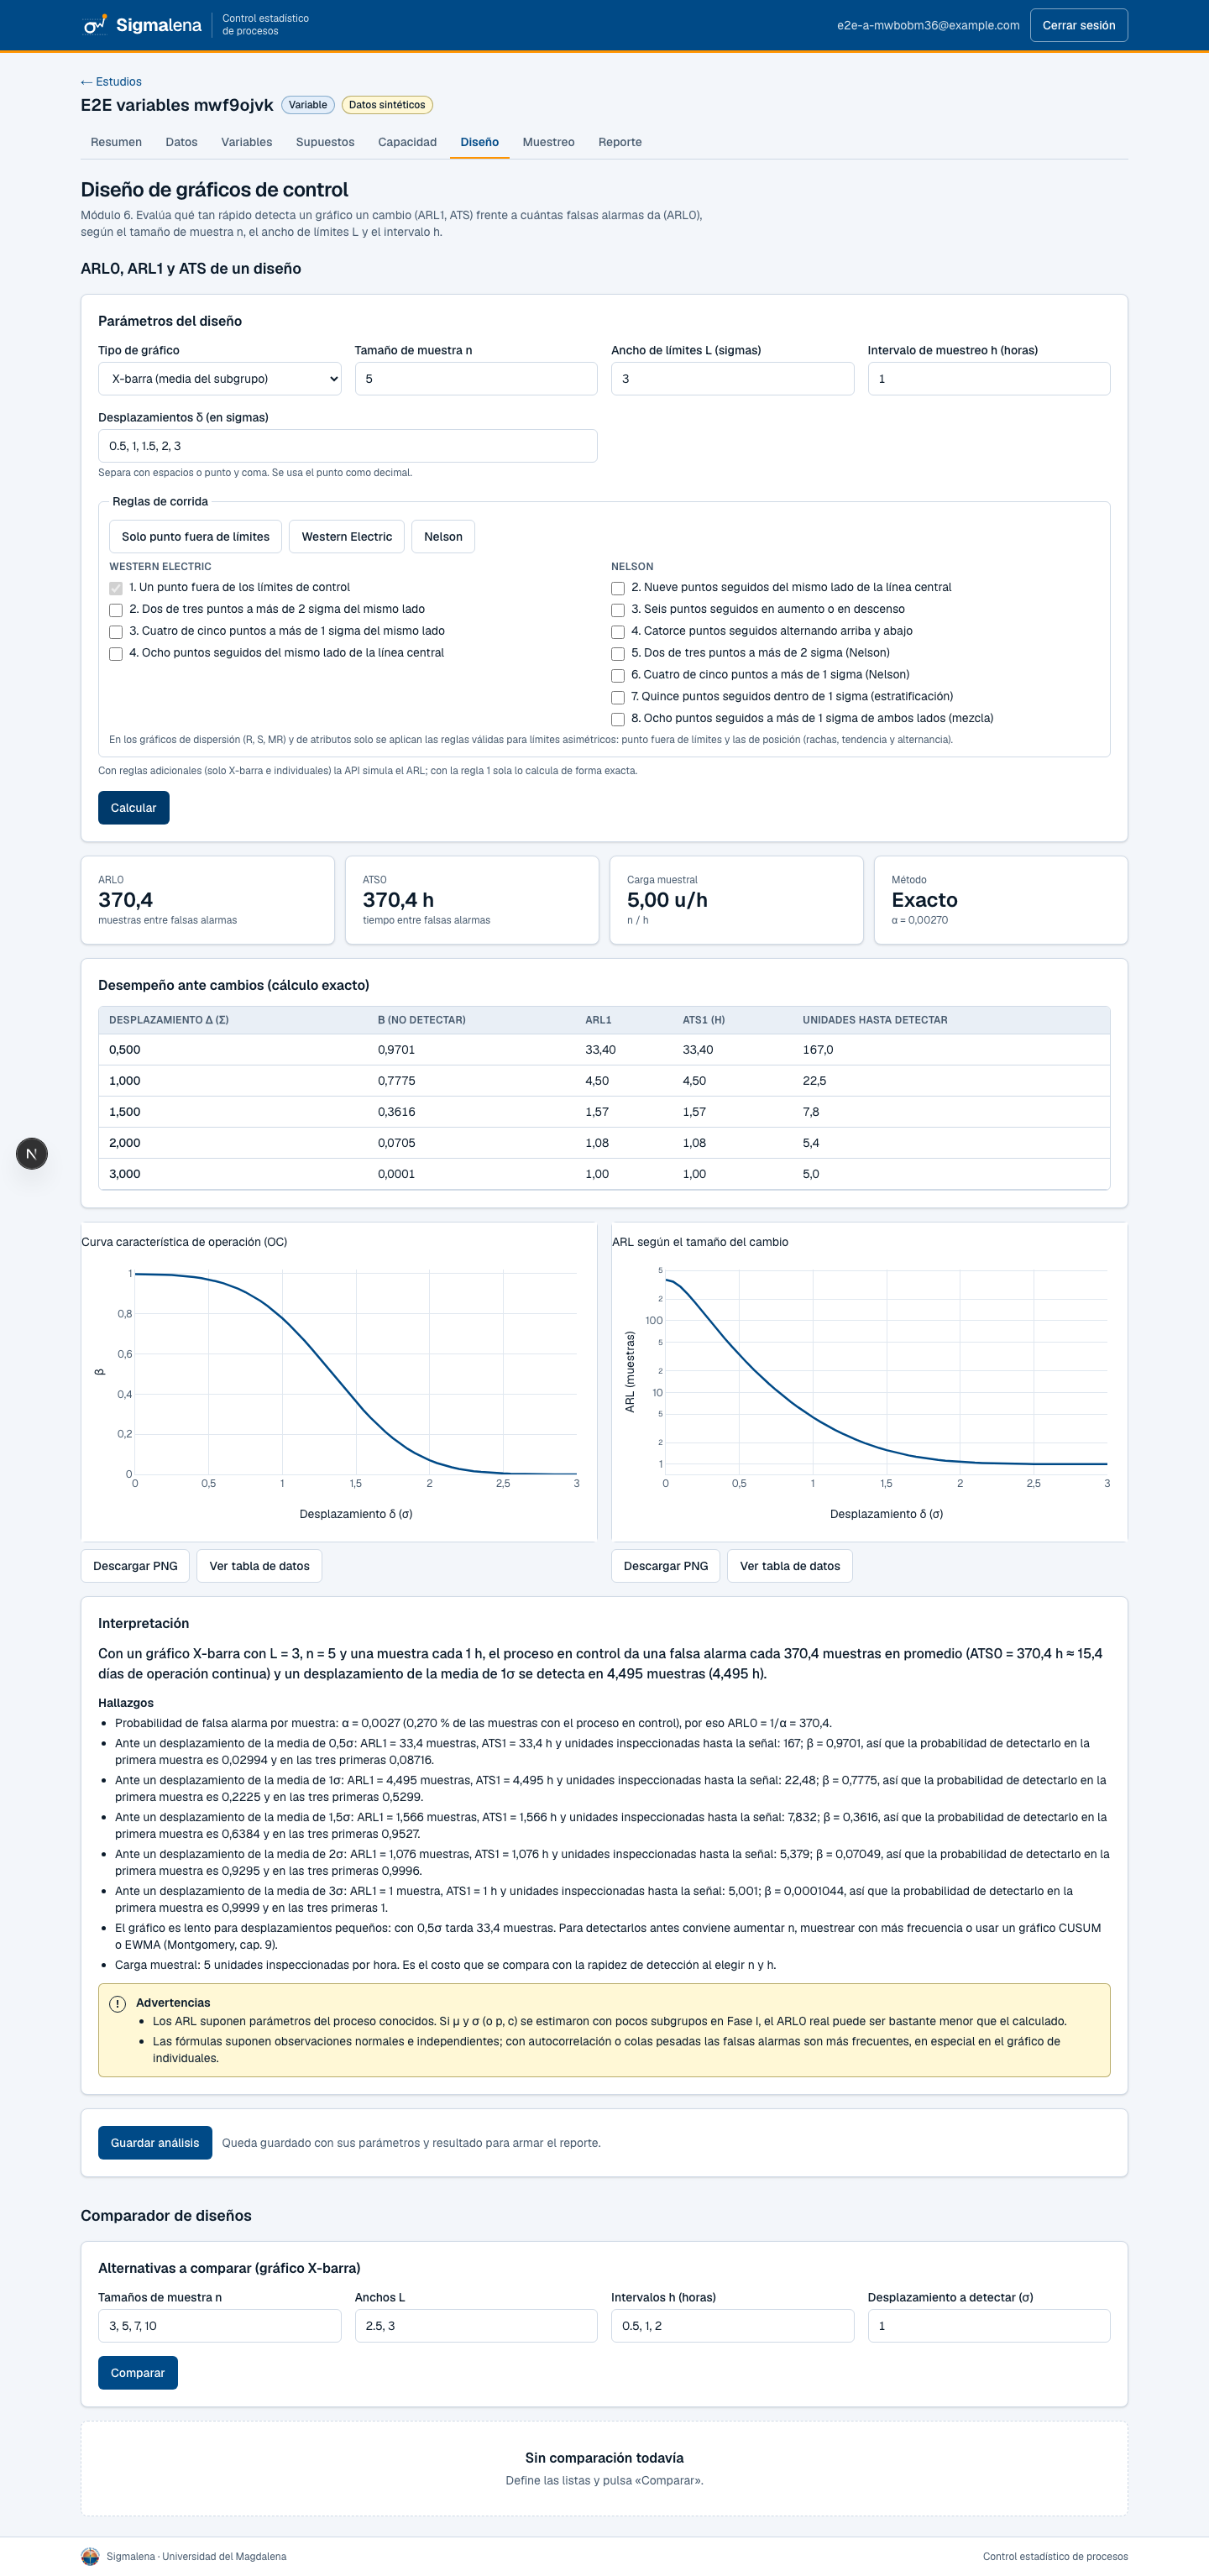 Sigmalena
Control estadístico
de procesos
e2e-a-mwbobm36@example.com
Cerrar sesión
← Estudios
E2E variables mwf9ojvk
Variable
Datos sintéticos
Resumen
Datos
Variables
Supuestos
Capacidad
Diseño
Muestreo
Reporte
Diseño de gráficos de control
Módulo 6. Evalúa qué tan rápido detecta un gráfico un cambio (ARL1, ATS) frente a cuántas falsas alarmas da (ARL0),
según el tamaño de muestra n, el ancho de límites L y el intervalo h.
ARL0, ARL1 y ATS de un diseño
Parámetros del diseño
Tipo de gráfico
Tamaño de muestra n
Ancho de límites L (sigmas)
Intervalo de muestreo h (horas)
X-barra (media del subgrupo)
5
3
1
Desplazamientos δ (en sigmas)
0.5, 1, 1.5, 2, 3
Separa con espacios o punto y coma. Se usa el punto como decimal.
Reglas de corrida
Solo punto fuera de límites
Western Electric
Nelson
WESTERN ELECTRIC
1. Un punto fuera de los límites de control
2. Dos de tres puntos a más de 2 sigma del mismo lado
3. Cuatro de cinco puntos a más de 1 sigma del mismo lado
4. Ocho puntos seguidos del mismo lado de la línea central
NELSON
2. Nueve puntos seguidos del mismo lado de la línea central
3. Seis puntos seguidos en aumento o en descenso
4. Catorce puntos seguidos alternando arriba y abajo
5. Dos de tres puntos a más de 2 sigma (Nelson)
6. Cuatro de cinco puntos a más de 1 sigma (Nelson)
7. Quince puntos seguidos dentro de 1 sigma (estratificación)
8. Ocho puntos seguidos a más de 1 sigma de ambos lados (mezcla)
En los gráficos de dispersión (R, S, MR) y de atributos solo se aplican las reglas válidas para límites asimétricos: punto fuera de límites y las de posición (rachas, tendencia y alternancia).
Con reglas adicionales (solo X-barra e individuales) la API simula el ARL; con la regla 1 sola lo calcula de forma exacta.
Calcular
ARL0
370,4
muestras entre falsas alarmas
ATS0
370,4 h
tiempo entre falsas alarmas
Carga muestral
5,00 u/h
n / h
Método
Exacto
α = 0,00270
Desempeño ante cambios (cálculo exacto)
DESPLAZAMIENTO Δ (Σ) Β (NO DETECTAR) ARL1 ATS1 (H) UNIDADES HASTA DETECTAR
0,500 0,9701 33,40 33,40 167,0
1,000 0,7775 4,50 4,50 22,5
1,500 0,3616 1,57 1,57 7,8
2,000 0,0705 1,08 1,08 5,4
3,000 0,0001 1,00 1,00 5,0
N
Curva característica de operación (OC)
1
0,8
0,6
0,4
0,2
0
β
0 0,5 1 1,5 2 2,5 3
Desplazamiento δ (σ)
ARL según el tamaño del cambio
5
2
100
5
2
10
5
2
1
ARL (muestras)
0 0,5 1 1,5 2 2,5 3
Desplazamiento δ (σ)
Descargar PNG
Ver tabla de datos
Descargar PNG
Ver tabla de datos
Interpretación
Con un gráfico X-barra con L = 3, n = 5 y una muestra cada 1 h, el proceso en control da una falsa alarma cada 370,4 muestras en promedio (ATS0 = 370,4 h ≈ 15,4
días de operación continua) y un desplazamiento de la media de 1σ se detecta en 4,495 muestras (4,495 h).
Hallazgos
• Probabilidad de falsa alarma por muestra: α = 0,0027 (0,270 % de las muestras con el proceso en control), por eso ARL0 = 1/α = 370,4.
• Ante un desplazamiento de la media de 0,5σ: ARL1 = 33,4 muestras, ATS1 = 33,4 h y unidades inspeccionadas hasta la señal: 167; β = 0,9701, así que la probabilidad de detectarlo en la
primera muestra es 0,02994 y en las tres primeras 0,08716.
• Ante un desplazamiento de la media de 1σ: ARL1 = 4,495 muestras, ATS1 = 4,495 h y unidades inspeccionadas hasta la señal: 22,48; β = 0,7775, así que la probabilidad de detectarlo en la
primera muestra es 0,2225 y en las tres primeras 0,5299.
• Ante un desplazamiento de la media de 1,5σ: ARL1 = 1,566 muestras, ATS1 = 1,566 h y unidades inspeccionadas hasta la señal: 7,832; β = 0,3616, así que la probabilidad de detectarlo en la
primera muestra es 0,6384 y en las tres primeras 0,9527.
• Ante un desplazamiento de la media de 2σ: ARL1 = 1,076 muestras, ATS1 = 1,076 h y unidades inspeccionadas hasta la señal: 5,379; β = 0,07049, así que la probabilidad de detectarlo en la
primera muestra es 0,9295 y en las tres primeras 0,9996.
• Ante un desplazamiento de la media de 3σ: ARL1 = 1 muestra, ATS1 = 1 h y unidades inspeccionadas hasta la señal: 5,001; β = 0,0001044, así que la probabilidad de detectarlo en la
primera muestra es 0,9999 y en las tres primeras 1.
• El gráfico es lento para desplazamientos pequeños: con 0,5σ tarda 33,4 muestras. Para detectarlos antes conviene aumentar n, muestrear con más frecuencia o usar un gráfico CUSUM
o EWMA (Montgomery, cap. 9).
• Carga muestral: 5 unidades inspeccionadas por hora. Es el costo que se compara con la rapidez de detección al elegir n y h.
! Advertencias
• Los ARL suponen parámetros del proceso conocidos. Si μ y σ (o p, c) se estimaron con pocos subgrupos en Fase I, el ARL0 real puede ser bastante menor que el calculado.
• Las fórmulas suponen observaciones normales e independientes; con autocorrelación o colas pesadas las falsas alarmas son más frecuentes, en especial en el gráfico de
individuales.
Guardar análisis
Queda guardado con sus parámetros y resultado para armar el reporte.
Comparador de diseños
Alternativas a comparar (gráfico X-barra)
Tamaños de muestra n
Anchos L
Intervalos h (horas)
Desplazamiento a detectar (σ)
3, 5, 7, 10
2.5, 3
0.5, 1, 2
1
Comparar
Sin comparación todavía
Define las listas y pulsa «Comparar».
Sigmalena · Universidad del Magdalena
Control estadístico de procesos